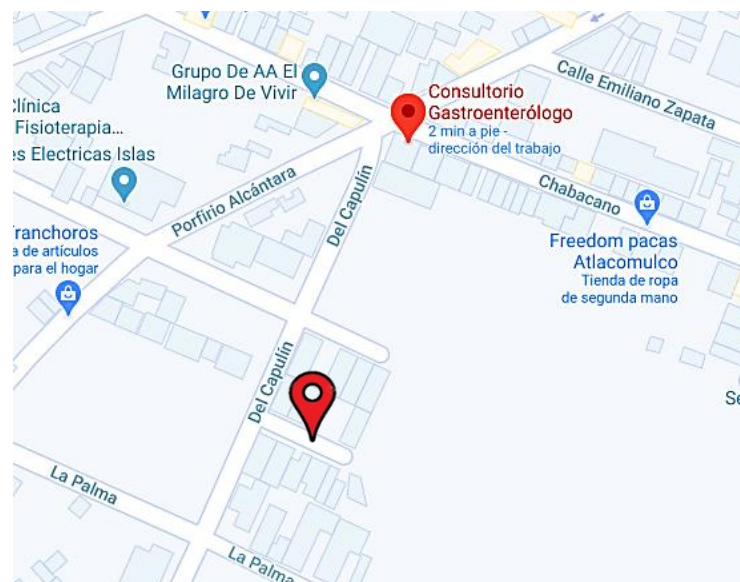 Grupo De AA El
Milagro De Vivir
Consultorio
Gastroenterólogo
2 min a pie -
dirección del trabajo
Calle Emiliano Zapata
Clínica
Fisioterapia...
es Electricas Islas
Porfirio Alcántara
Del Capulín
Chabacano
Tranchoros
a de artículos
para el hogar
Freedom pacas
Atlacomulco
Tienda de ropa
de segunda mano
Del Capulín
Se
La Palma
La Palma